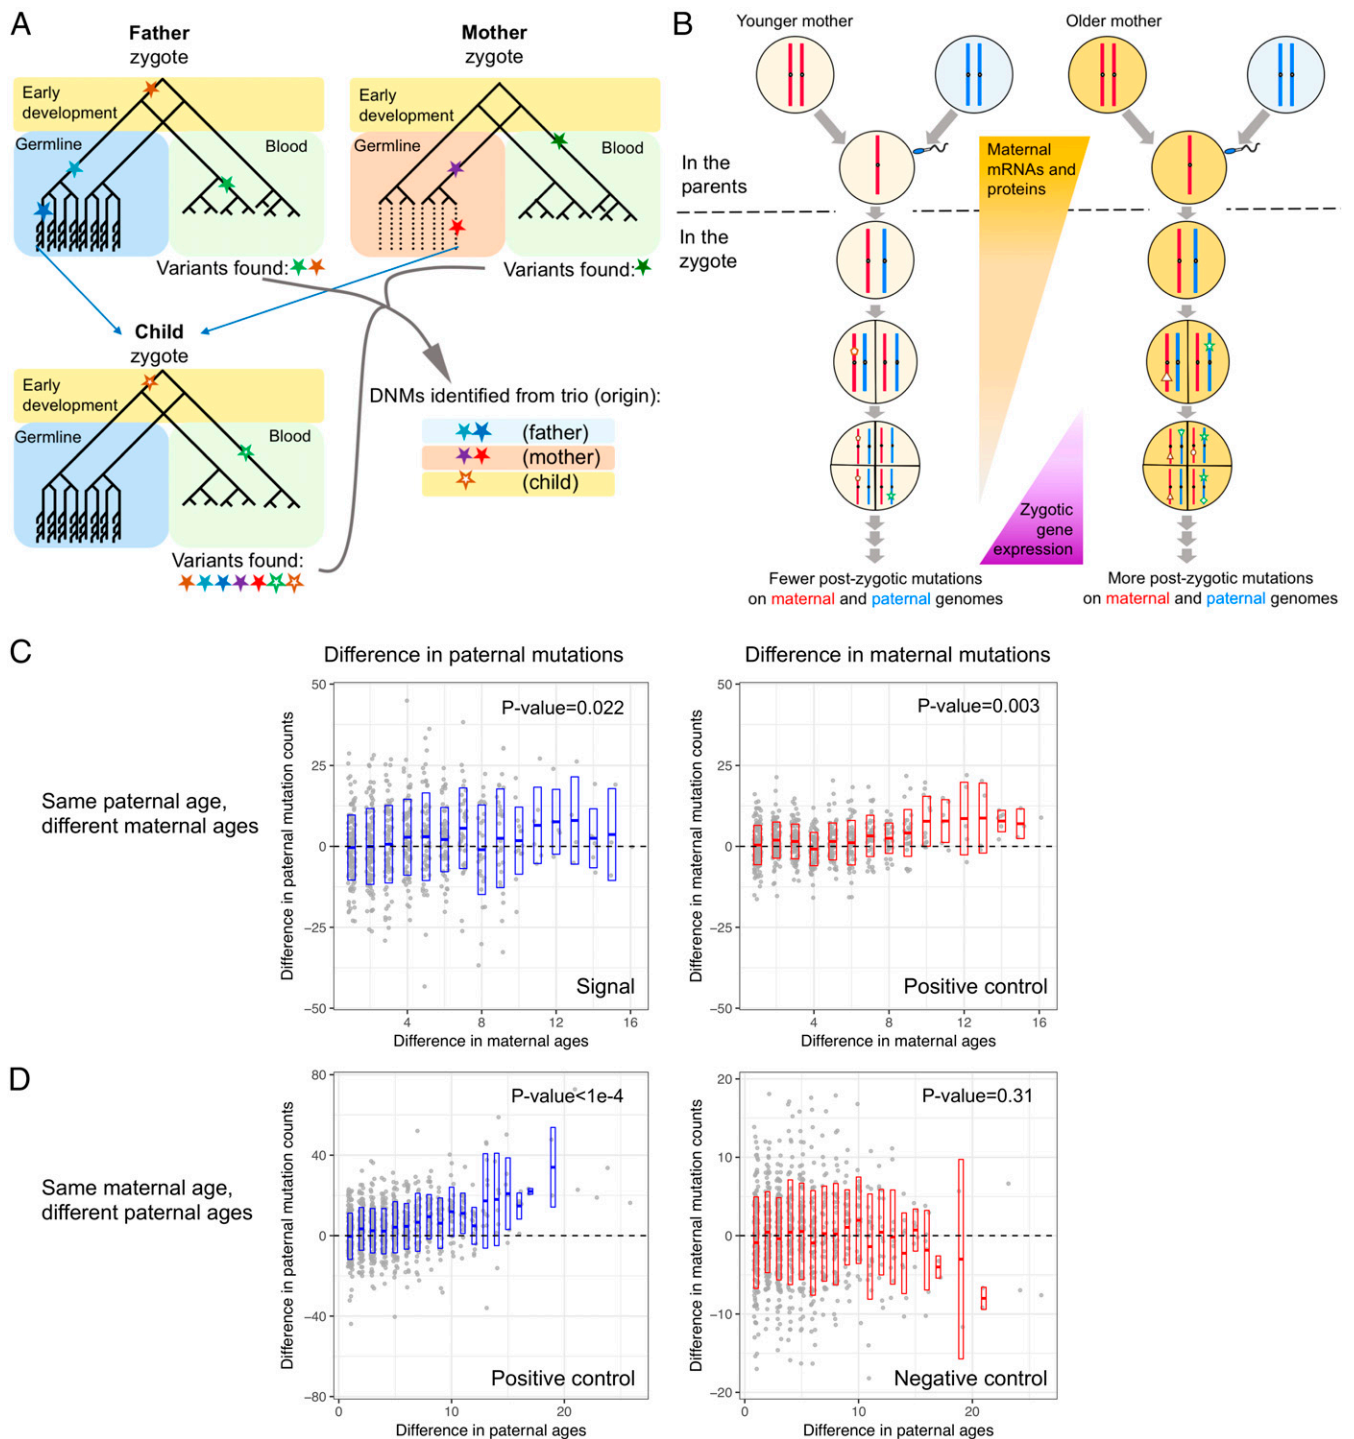 A
Father
zygote
Mother
zygote
Early
development
Early
development
Germline
Blood
Germline
Blood
Variants found:
Variants found:
Child
zygote
Early
development
Germline
Blood
Variants found:
DNMs identified from trio (origin):
(father)
(mother)
(child)
B
Younger mother
Older mother
In the
parents
In the
zygote
Maternal
mRNAs and
proteins
Zygotic
gene
expression
Fewer post-zygotic mutations
on maternal and paternal genomes
More post-zygotic mutations
on maternal and paternal genomes
C
Same paternal age,
different maternal ages
Difference in paternal mutations
P-value=0.022
Signal
Difference in paternal mutation counts
50
25
0
−25
−50
4 8 12 16
Difference in maternal ages
Difference in maternal mutations
P-value=0.003
Positive control
Difference in maternal mutation counts
50
25
0
−25
−50
4 8 12 16
Difference in maternal ages
D
Same maternal age,
different paternal ages
P-value<1e-4
Positive control
Difference in paternal mutation counts
80
40
0
−40
−80
0 10 20
Difference in paternal ages
P-value=0.31
Negative control
Difference in maternal mutation counts
20
10
0
−10
−20
0 10 20
Difference in paternal ages